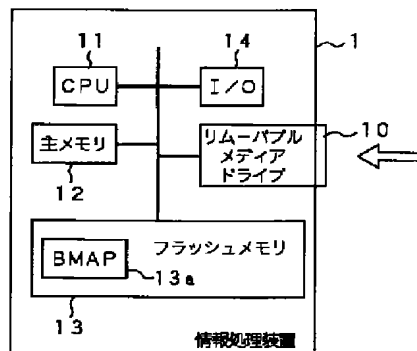 11
14
1
CPU
I/O
10
主メモリ
リムーバブル
メディア
ドライブ
12
フラッシュメモリ
BMAP
13a
13
情報処理装置